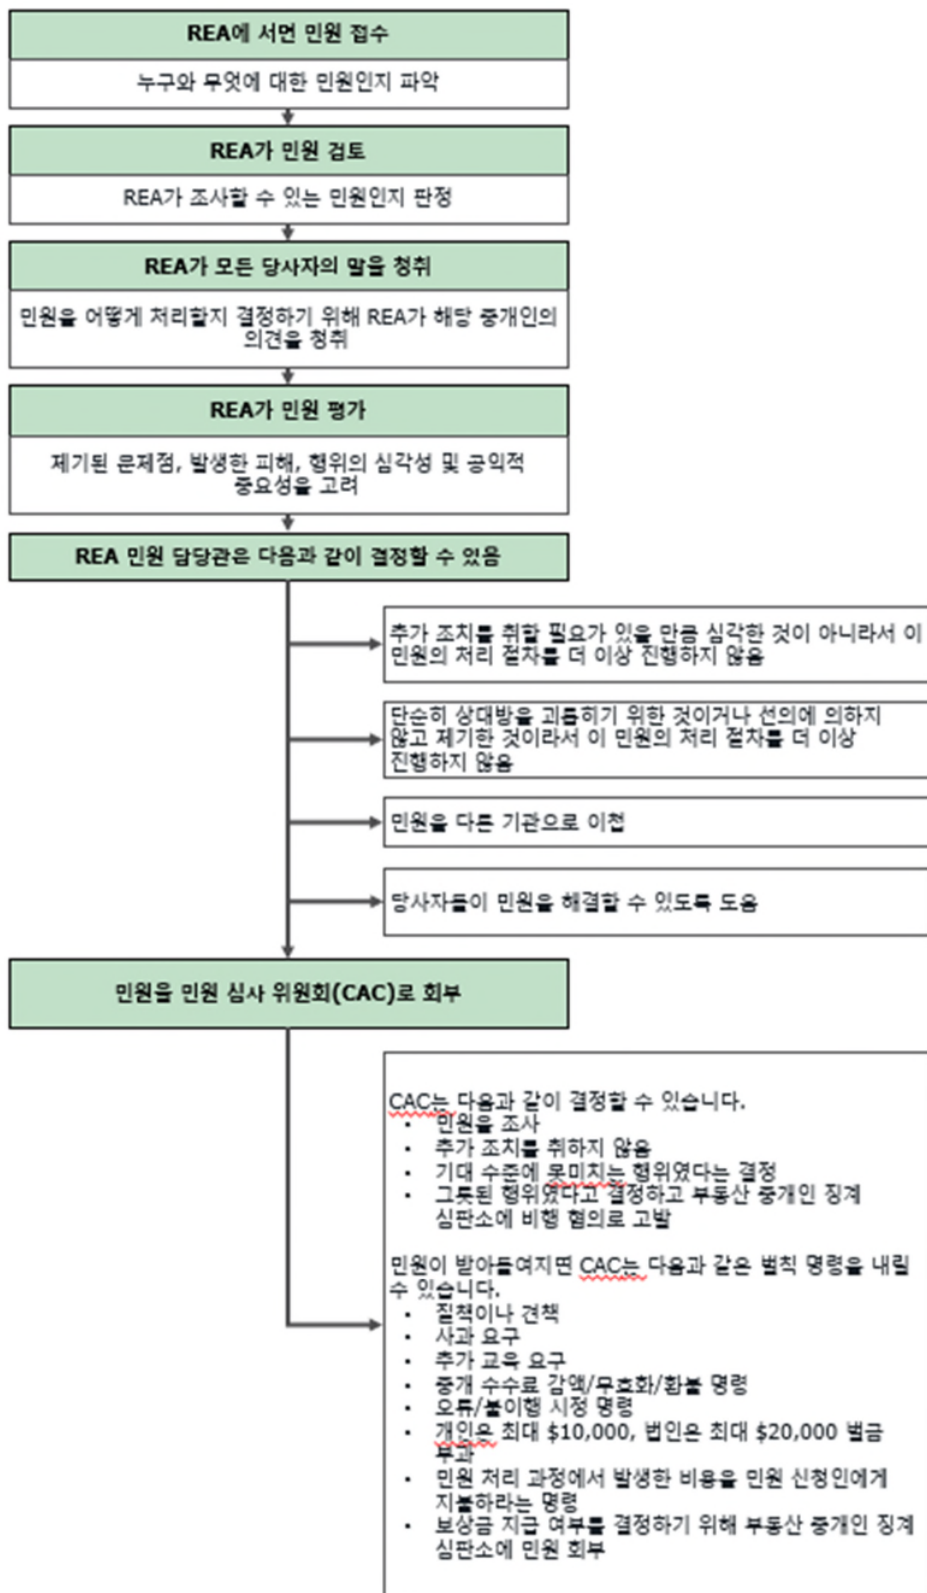 REA에 서면 민원 접수
누구와 무엇에 대한 민원인지 파악
REA가 민원 검토
REA가 조사할 수 있는 민원인지 판정
REA가 모든 당사자의 말을 청취
민원을 어떻게 처리할지 결정하기 위해 REA가 해당 중개인의
의견을 청취
REA가 민원 평가
제기된 문제점, 발생한 피해, 행위의 심각성 및 공익적
중요성을 고려
REA 민원 담당관은 다음과 같이 결정할 수 있음
추가 조치를 취할 필요가 있을 만큼 심각한 것이 아니라서 이
민원의 처리 절차를 더 이상 진행하지 않음
단순히 상대방을 괴롭히기 위한 것이거나 선의에 의하지
않고 제기한 것이라서 이 민원의 처리 절차를 더 이상
진행하지 않음
민원을 다른 기관으로 이첩
당사자들이 민원을 해결할 수 있도록 도움
민원을 민원 심사 위원회(CAC)로 회부
CAC는 다음과 같이 결정할 수 있습니다.
• 민원을 조사
• 추가 조치를 취하지 않음
• 기대 수준에 못미치는 행위였다는 결정
• 그릇된 행위였다고 결정하고 부동산 중개인 징계
심판소에 비행 혐의로 고발
민원이 받아들여지면 CAC는 다음과 같은 벌칙 명령을 내릴
수 있습니다.
• 질책이나 견책
• 사과 요구
• 추가 교육 요구
• 중개 수수료 감액/무효화/환불 명령
• 오류/불이행 시정 명령
• 개인은 최대 $10,000, 법인은 최대 $20,000 벌금
부과
• 민원 처리 과정에서 발생한 비용을 민원 신청인에게
지불하라는 명령
• 보상금 지급 여부를 결정하기 위해 부동산 중개인 징계
심판소에 민원 회부